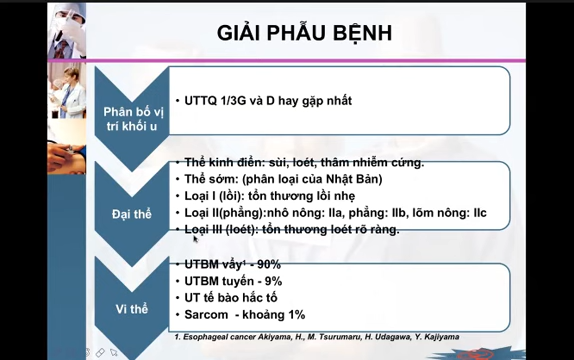 GIẢI PHẪU BỆNH
Phân bố vị
trí khối u
• UTTQ 1/3G và D hay gặp nhất
Đại thể
• Thể kinh điển: sùi, loét, thâm nhiễm cứng.
• Thể sớm: (phân loại của Nhật Bản)
• Loại I (lồi): tổn thương lồi nhẹ
• Loại II(phẳng):nhô nông: IIa, phẳng: IIb, lõm nông: IIc
• Loại III (loét): tổn thương loét rõ ràng.
Vi thể
• UTBM vẩy¹ - 90%
• UTBM tuyến - 9%
• UT tế bào hắc tố
• Sarcom - khoảng 1%
1. Esophageal cancer Akiyama, H., M. Tsurumaru, H. Udagawa, Y. Kajiyama